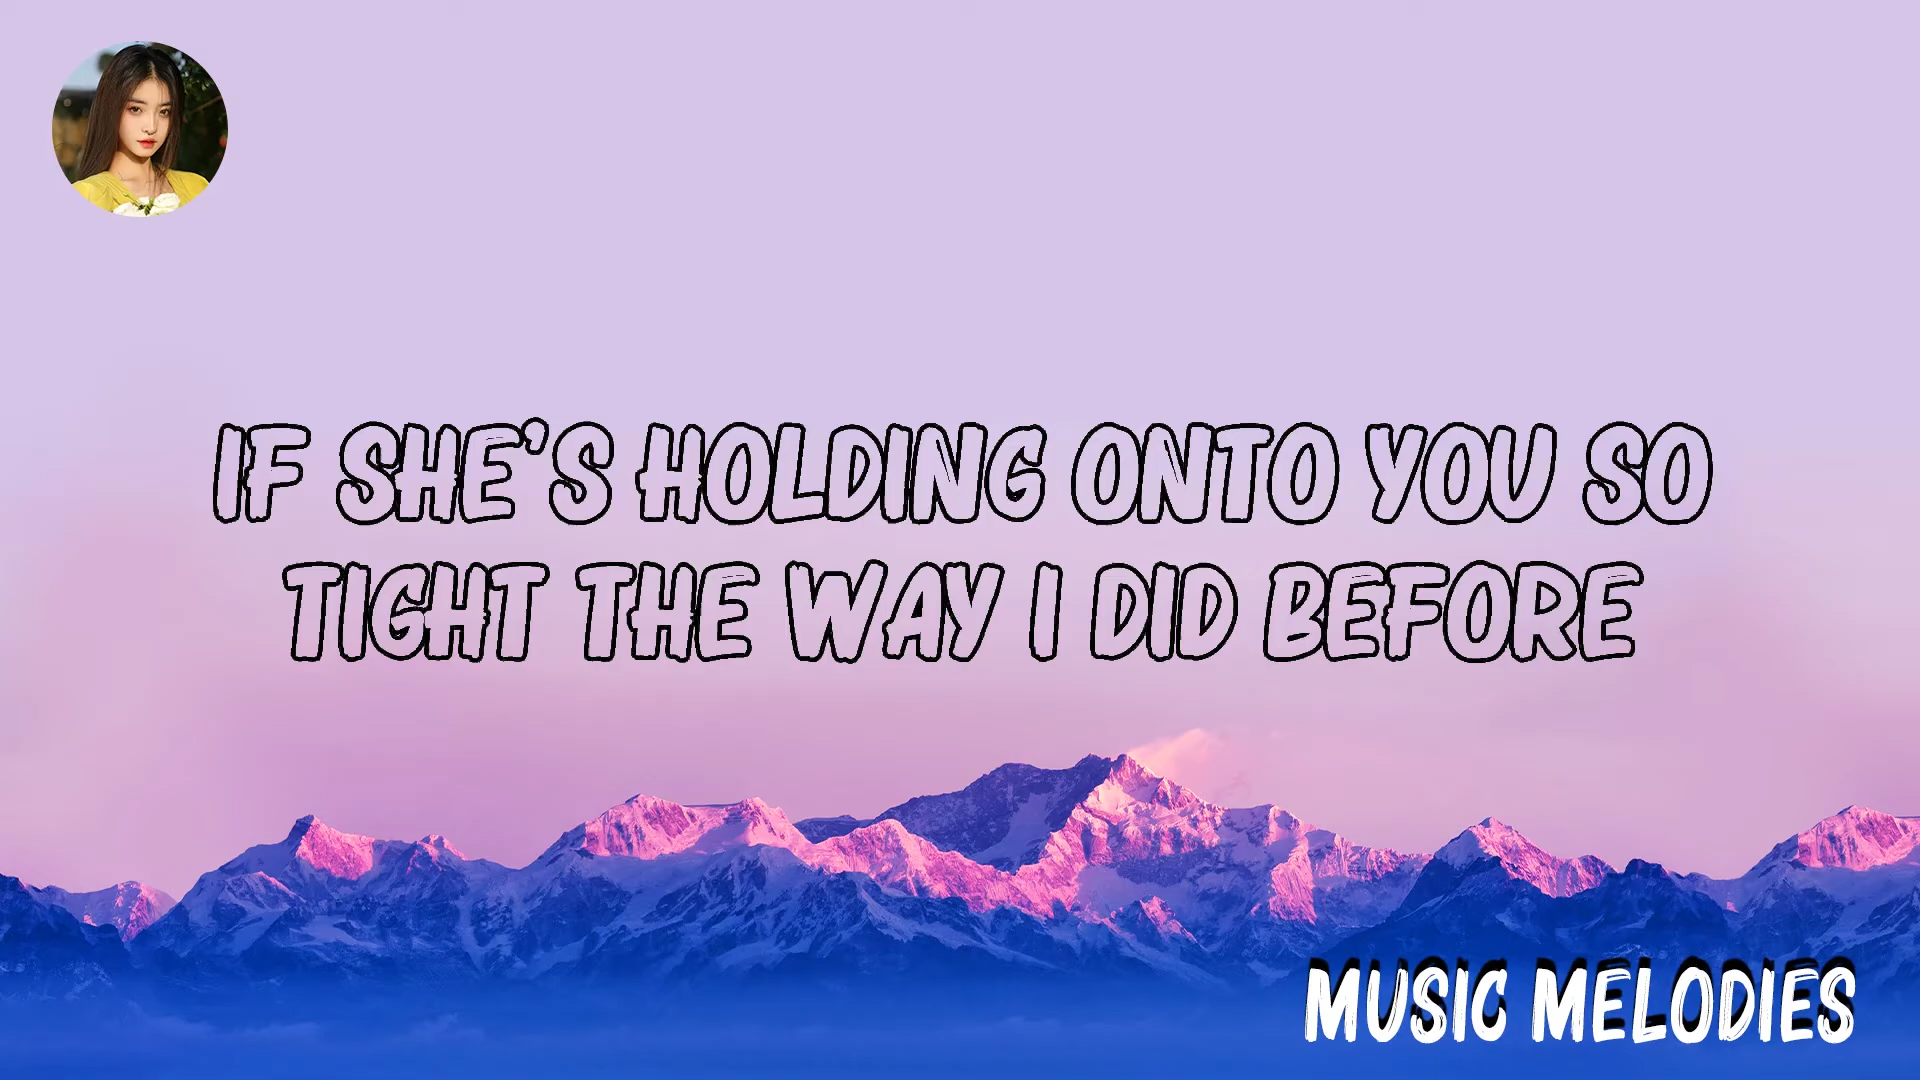 IF SHE'S HOLDING ONTO YOU SO
TIGHT THE WAY I DID BEFORE
MUSIC MELODIES